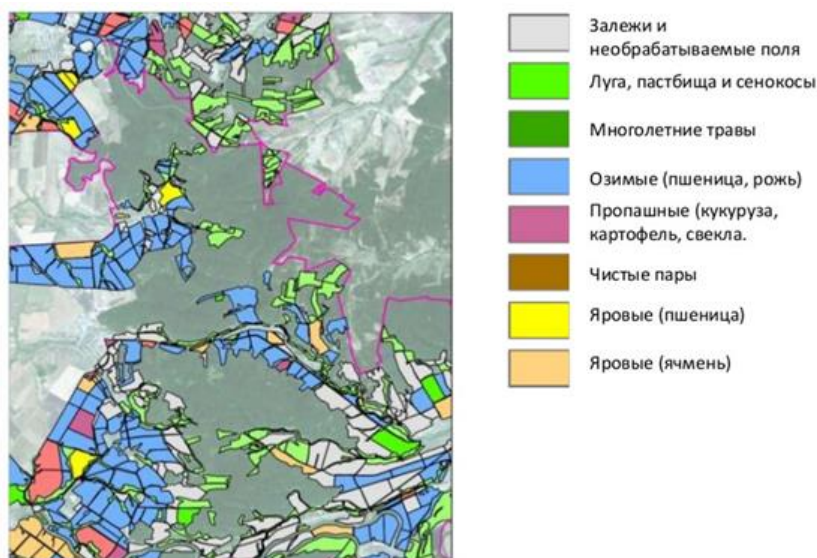 Залежи и
необрабатываемые поля
Луга, пастбища и сенокосы
Многолетние травы
Озимые (пшеница, рожь)
Пропашные (кукуруза,
картофель, свекла.
Чистые пары
Яровые (пшеница)
Яровые (ячмень)